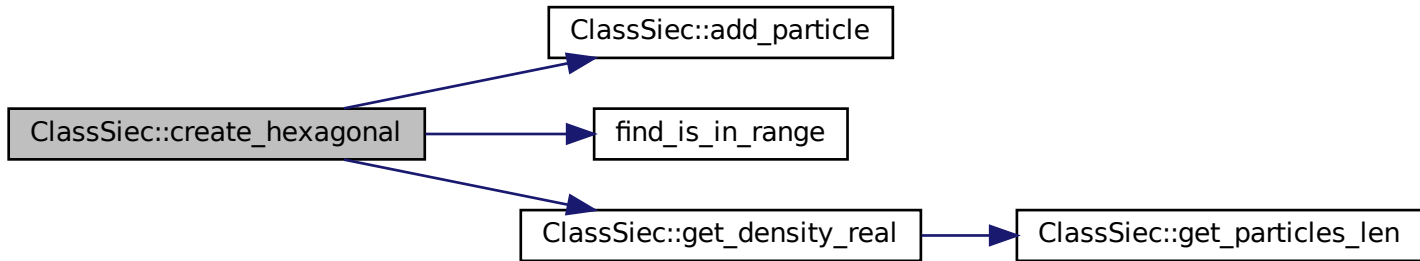 ClassSiec::add_particle
ClassSiec::create_hexagonal
find_is_in_range
ClassSiec::get_density_real
ClassSiec::get_particles_len